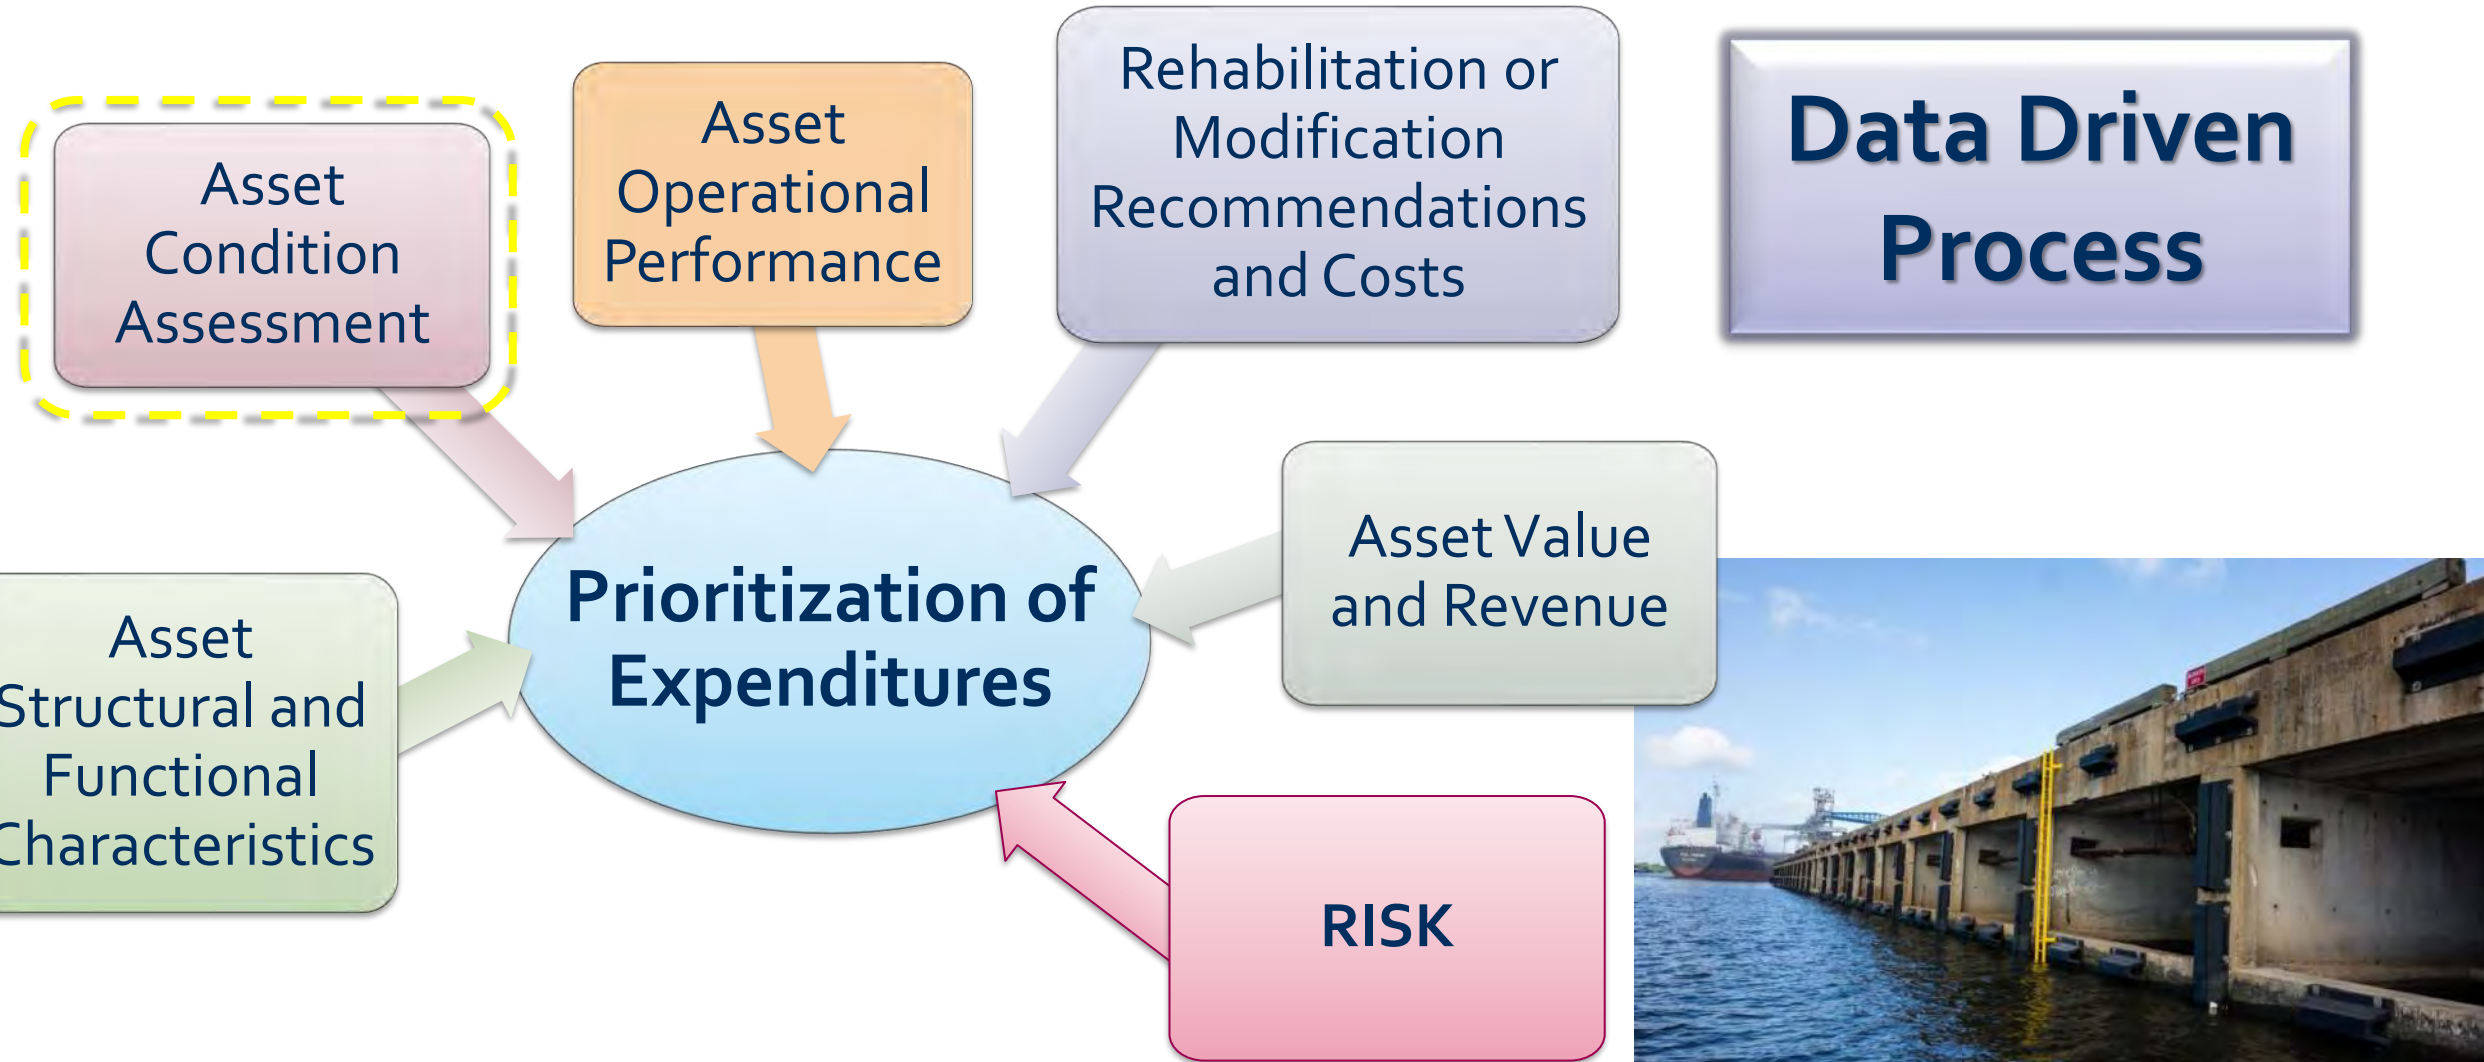 Asset
Condition
Assessment
Asset
Operational
Performance
Rehabilitation or
Modification
Recommendations
and Costs
Data Driven
Process
Asset
Structural and
Functional
Characteristics
Prioritization of
Expenditures
Asset Value
and Revenue
RISK